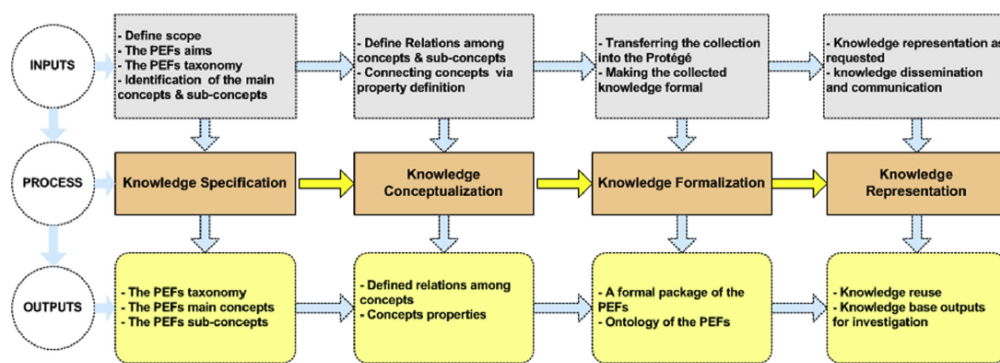 INPUTS
- Define scope
- The PEFs aims
- The PEFs taxonomy
- Identification of the main
concepts & sub-concepts
- Define Relations among
concepts & sub-concepts
- Connecting concepts via
property definition
- Transferring the collection
into the Protégé
- Making the collected
knowledge formal
- Knowledge representation as
requested
- knowledge dissemination
and communication
PROCESS
Knowledge Specification
Knowledge
Conceptualization
Knowledge Formalization
Knowledge
Representation
OUTPUTS
- The PEFs taxonomy
- The PEFs main concepts
- The PEFs sub-concepts
- Defined relations among
concepts
- Concepts properties
- A formal package of the
PEFs
- Ontology of the PEFs
- Knowledge reuse
- Knowledge base outputs
for investigation